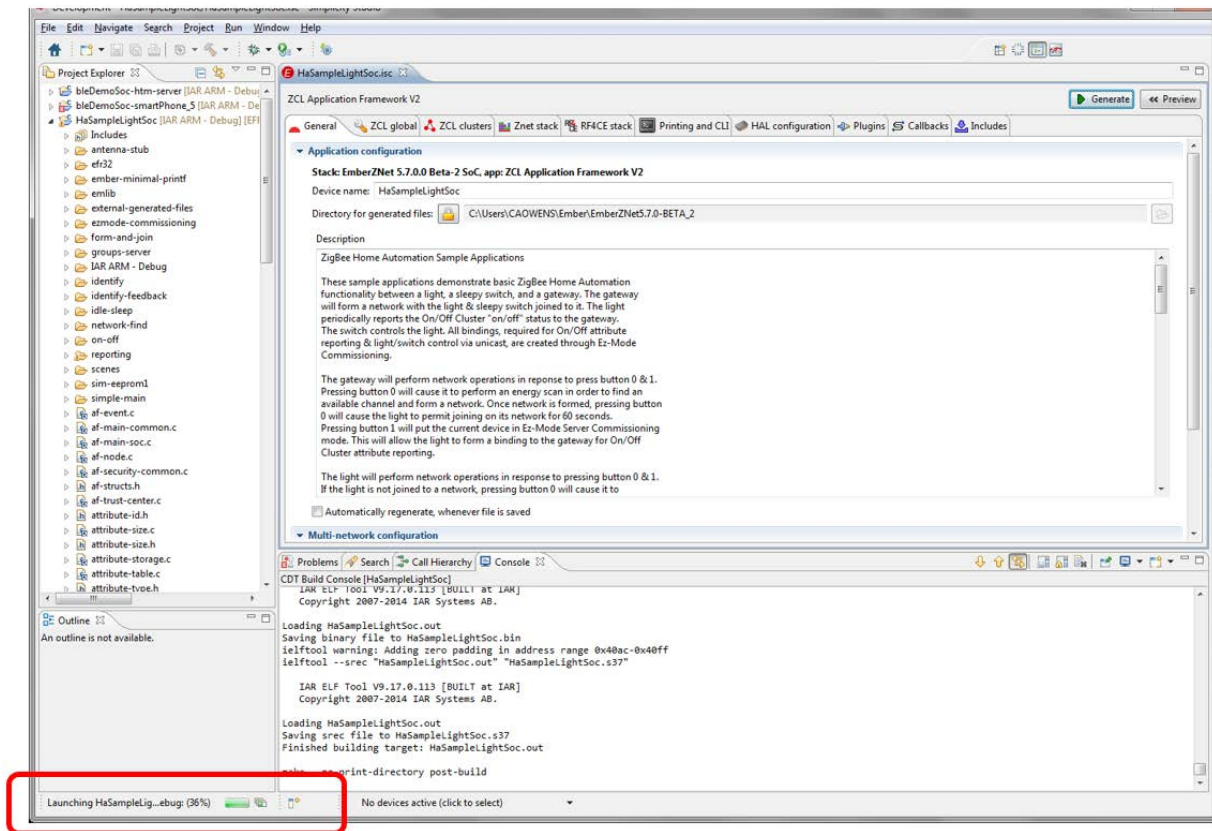 File Edit Navigate Search Project Run Window Help
Project Explorer
HaSampleLightSoc.isc
bleDemoSoc-htm-server [IAR ARM - Debug
bleDemoSoc-smartPhone_5 [IAR ARM - De
HaSampleLightSoc [IAR ARM - Debug] [EFI
Includes
antenna-stub
efr32
ember-minimal-printf
emlib
external-generated-files
ezmode-commissioning
form-and-join
groups-server
IAR ARM - Debug
identify
identify-feedback
idle-sleep
network-find
on-off
reporting
scenes
sim-eeprom1
simple-main
af-event.c
af-main-common.c
af-main-soc.c
af-node.c
af-security-common.c
af-structs.h
af-trust-center.c
attribute-id.h
attribute-size.c
attribute-size.h
attribute-storage.c
attribute-table.c
attribute-type.h
Outline
An outline is not available.
ZCL Application Framework V2
Generate
Preview
General ZCL global ZCL clusters Znet stack RF4CE stack Printing and CLI HAL configuration Plugins Callbacks Includes
Application configuration
Stack: EmberZNet 5.7.0.0 Beta-2 SoC, app: ZCL Application Framework V2
Device name: HaSampleLightSoc
Directory for generated files: C:\Users\CAOWENS\Ember\EmberZNet5.7.0-BETA_2
Description
ZigBee Home Automation Sample Applications
These sample applications demonstrate basic ZigBee Home Automation
functionality between a light, a sleepy switch, and a gateway. The gateway
will form a network with the light & sleepy switch joined to it. The light
periodically reports the On/Off Cluster "on/off" status to the gateway.
The switch controls the light. All bindings, required for On/Off attribute
reporting & light/switch control via unicast, are created through Ez-Mode
Commissioning.
The gateway will perform network operations in reponse to press button 0 & 1.
Pressing button 0 will cause it to perform an energy scan in order to find an
available channel and form a network. Once network is formed, pressing button
0 will cause the light to permit joining on its network for 60 seconds.
Pressing button 1 will put the current device in Ez-Mode Server Commissioning
mode. This will allow the light to form a binding to the gateway for On/Off
Cluster attribute reporting.
The light will perform network operations in response to pressing button 0 & 1.
If the light is not joined to a network, pressing button 0 will cause it to
Automatically regenerate, whenever file is saved
Multi-network configuration
Problems Search Call Hierarchy Console
CDT Build Console [HaSampleLightSoc]
IAR ELF Tool V9.17.0.113 [BUILT at IAR]
Copyright 2007-2014 IAR Systems AB.
Loading HaSampleLightSoc.out
Saving binary file to HaSampleLightSoc.bin
ielftool warning: Adding zero padding in address range 0x40ac-0x40ff
ielftool --srec "HaSampleLightSoc.out" "HaSampleLightSoc.s37"
IAR ELF Tool V9.17.0.113 [BUILT at IAR]
Copyright 2007-2014 IAR Systems AB.
Loading HaSampleLightSoc.out
Saving srec file to HaSampleLightSoc.s37
Finished building target: HaSampleLightSoc.out
print-directory post-build
Launching HaSampleLig...ebug: (36%)
No devices active (click to select)